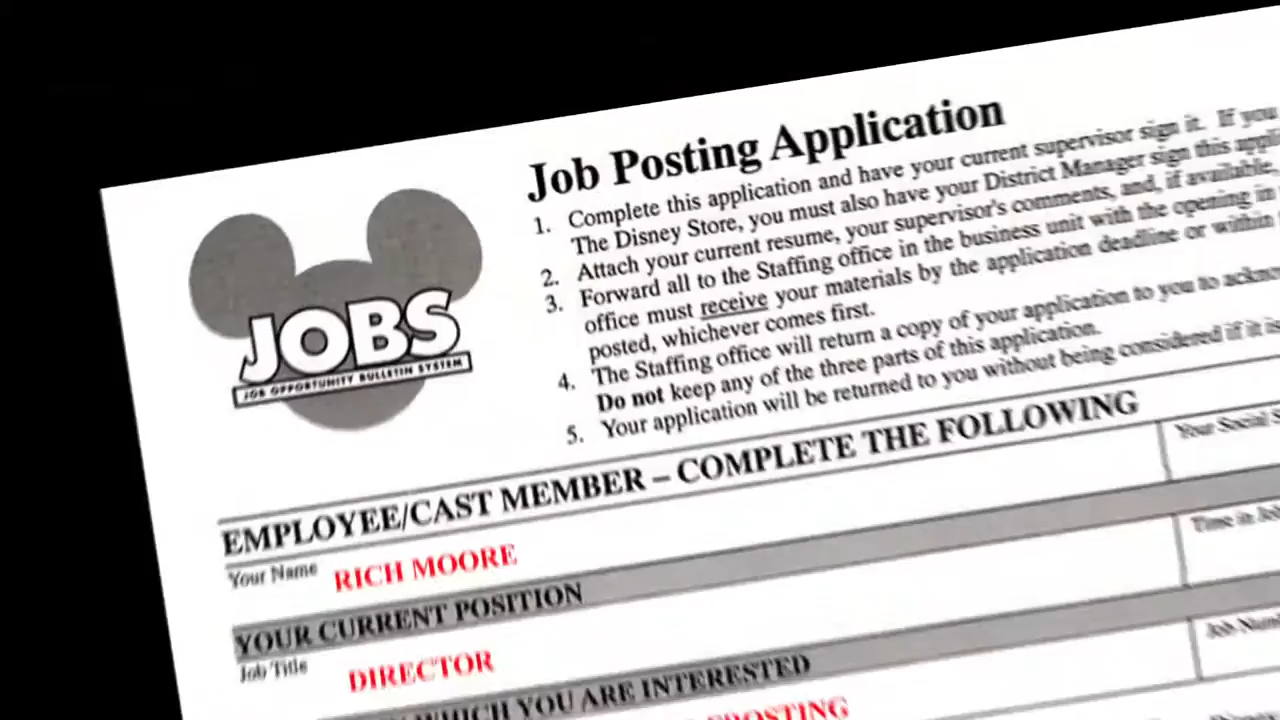 JOBS
JOB OPPORTUNITY BULLETIN SYSTEM
Job Posting Application
1. Complete this application and have your current supervisor sign it. If you
The Disney Store, you must also have your District Manager sign this
2. Attach your current resume, your supervisor's comments, and, if available,
3. Forward all to the Staffing office in the business unit with the opening in
office must receive your materials by the application deadline or within
posted, whichever comes first.
4. The Staffing office will return a copy of your application to you to
Do not keep any of the three parts of this application.
5. Your application will be returned to you without being considered if it
EMPLOYEE/CAST MEMBER – COMPLETE THE FOLLOWING
Your Name RICH MOORE
Your Social
YOUR CURRENT POSITION
Job Title DIRECTOR
Time in
WHICH YOU ARE INTERESTED
Job